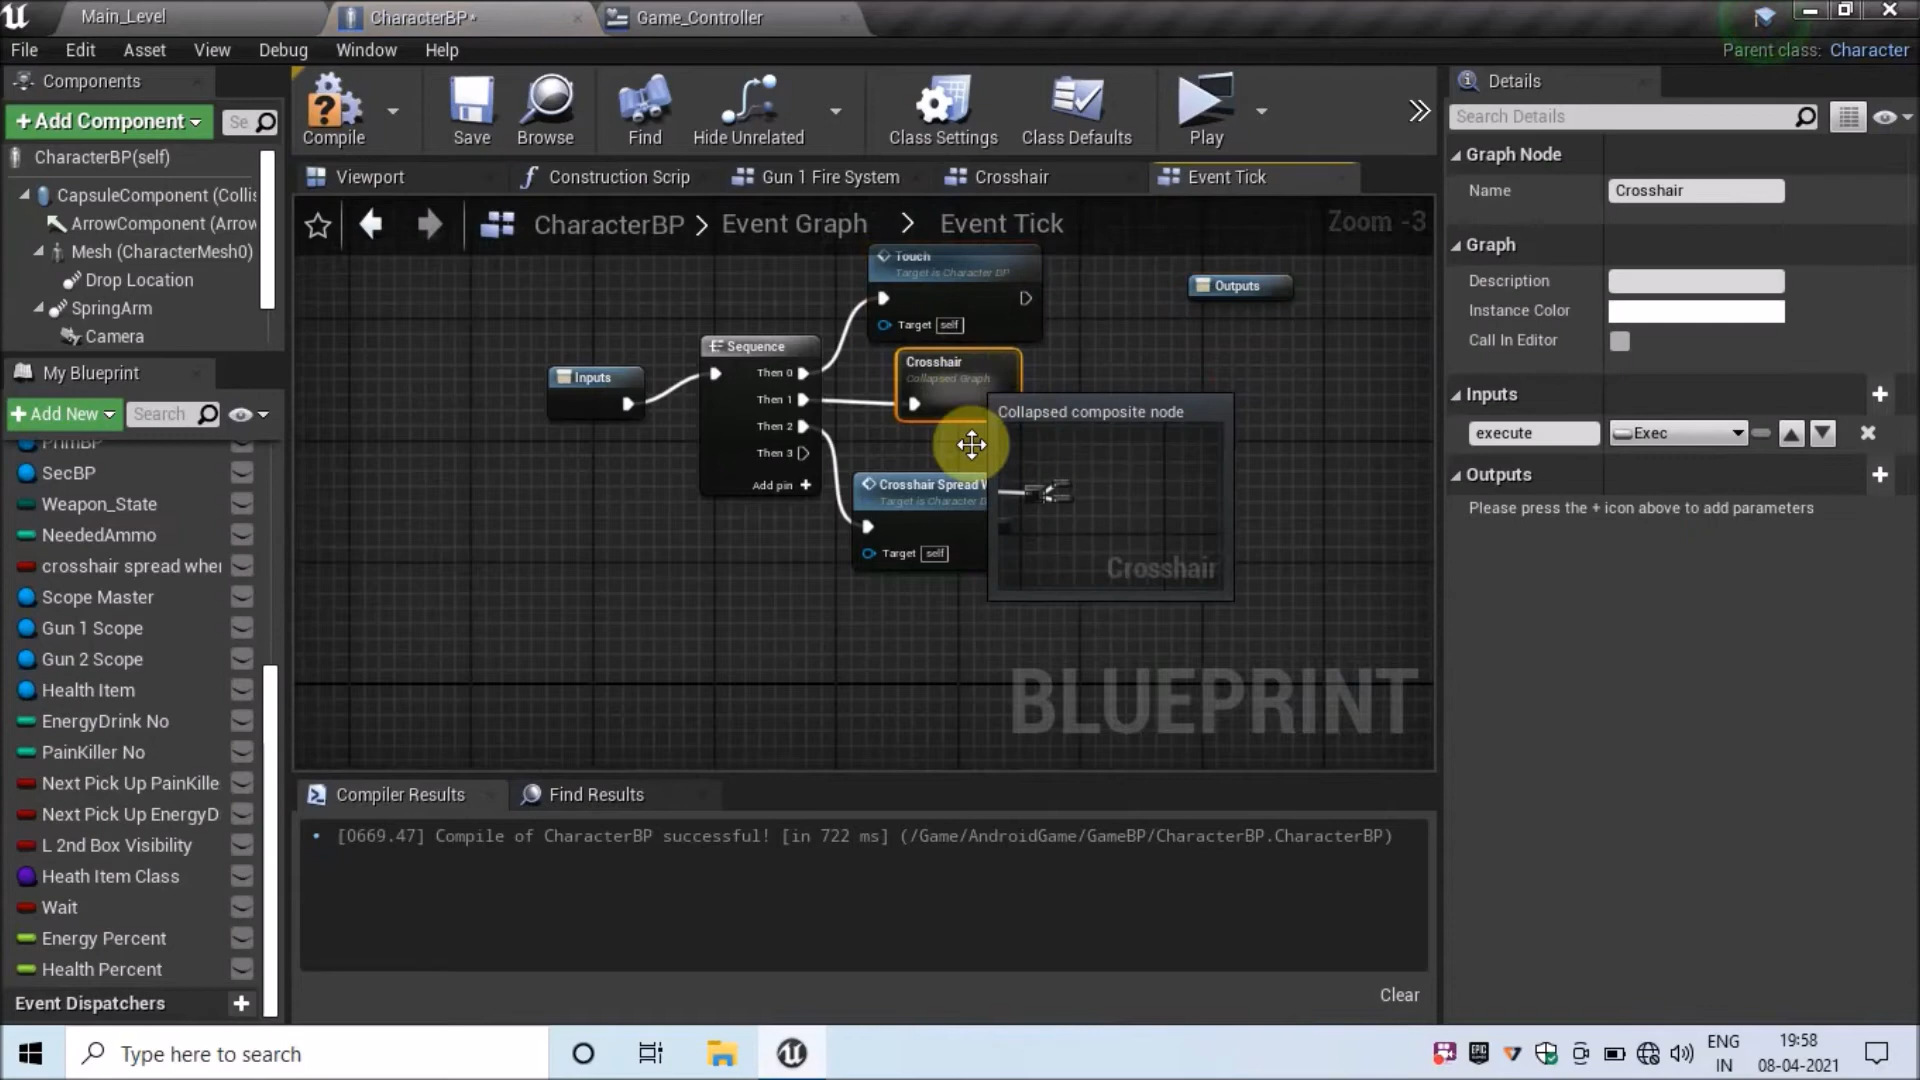 Main_Level
CharacterBP*
Game_Controller
File Edit Asset View Debug Window Help
Parent class: Character
Components
+Add Component
Se
CharacterBP(self)
CapsuleComponent (Collis
ArrowComponent (Arrow
Mesh (CharacterMesh0)
Drop Location
SpringArm
Camera
My Blueprint
+Add New
Search
PrimBP
SecBP
Weapon_State
NeededAmmo
crosshair spread when
Scope Master
Gun 1 Scope
Gun 2 Scope
Health Item
EnergyDrink No
PainKiller No
Next Pick Up PainKille
Next Pick Up EnergyD
L 2nd Box Visibility
Heath Item Class
Wait
Energy Percent
Health Percent
Event Dispatchers +
Compile
Save
Browse
Find
Hide Unrelated
Class Settings
Class Defaults
Play
Viewport
Construction Scrip
Gun 1 Fire System
Crosshair
Event Tick
CharacterBP > Event Graph > Event Tick
Zoom -3
Touch
Target is Character BP
Target self
Outputs
Inputs
Sequence
Then 0
Then 1
Then 2
Then 3
Add pin +
Crosshair
Collapsed Graph
Collapsed composite node
Crosshair
Crosshair Spread W
Target is Character B
Target self
BLUEPRINT
Compiler Results
Find Results
• [0669.47] Compile of CharacterBP successful! [in 722 ms] (/Game/AndroidGame/GameBP/CharacterBP.CharacterBP)
Clear
Details
Search Details
Graph Node
Name Crosshair
Graph
Description
Instance Color
Call In Editor
Inputs +
execute Exec
Outputs +
Please press the + icon above to add parameters
Type here to search
ENG
IN
19:58
08-04-2021